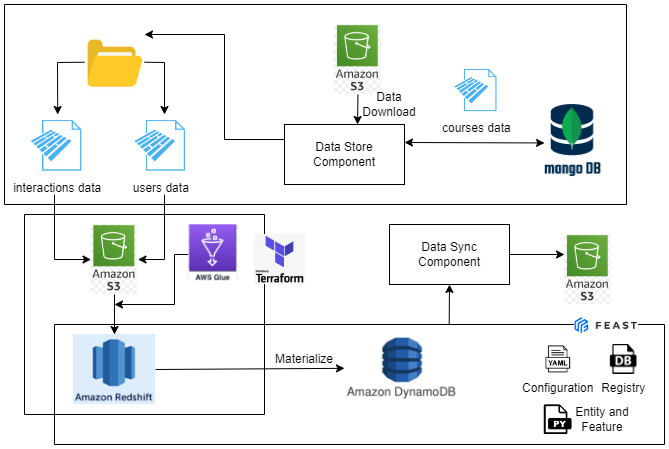 Amazon
S3
Data
Download
courses data
Data Store
Component
mongo DB
interactions data
users data
Amazon
S3
AWS Glue
HashiCorp
Terraform
Data Sync
Component
Amazon
S3
FEAST
Materialize
Amazon Redshift
Amazon DynamoDB
YAML
DB
Configuration
Registry
PY
Entity and
Feature